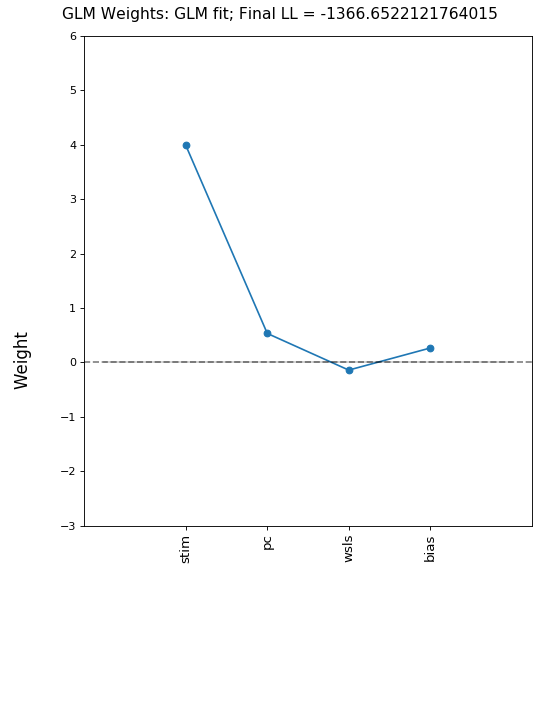 GLM Weights: GLM fit; Final LL = -1366.6522121764015
6
5
4
3
2
1
0
−1
−2
−3
Weight
stim
pc
wsls
bias